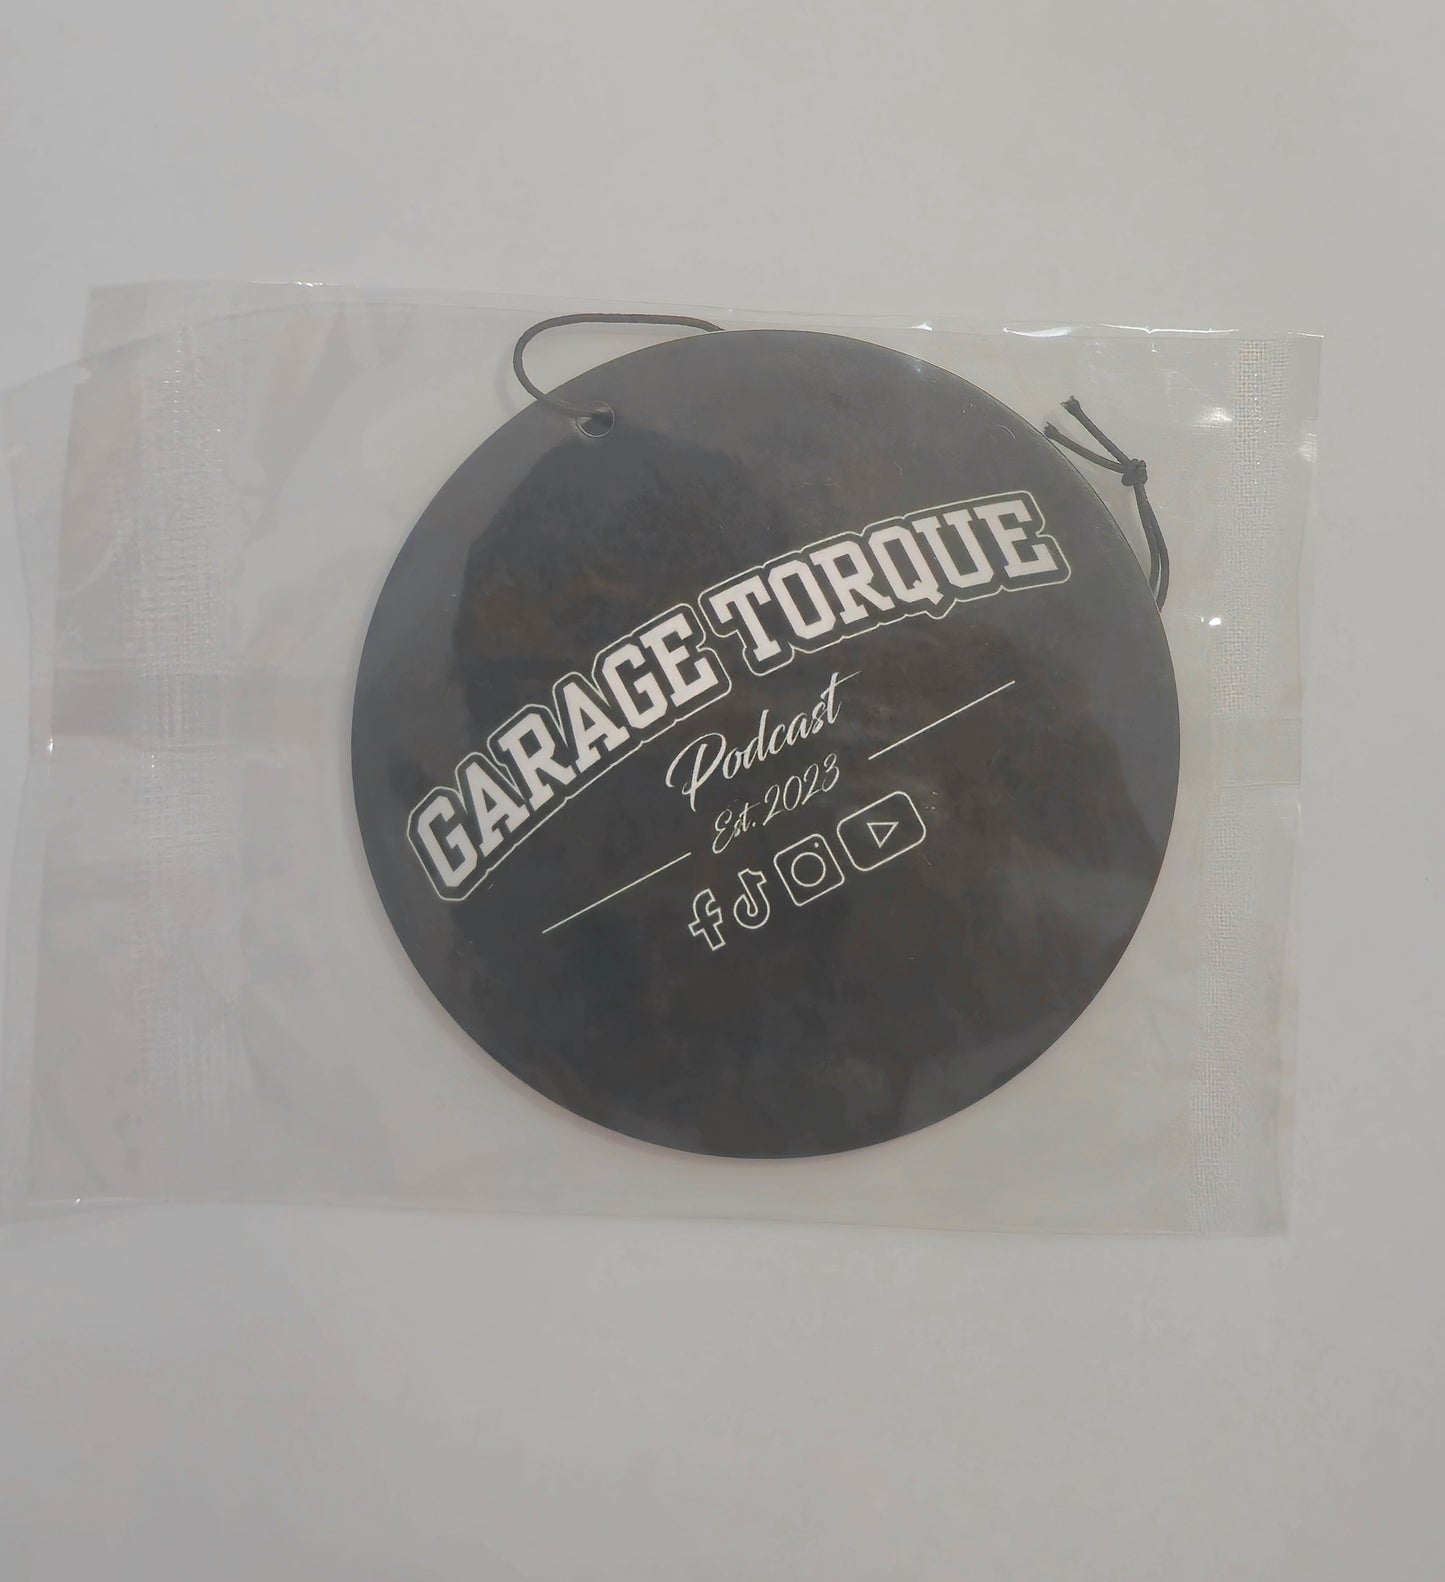 GARAGE TORQUE
Podcast
Est. 2023